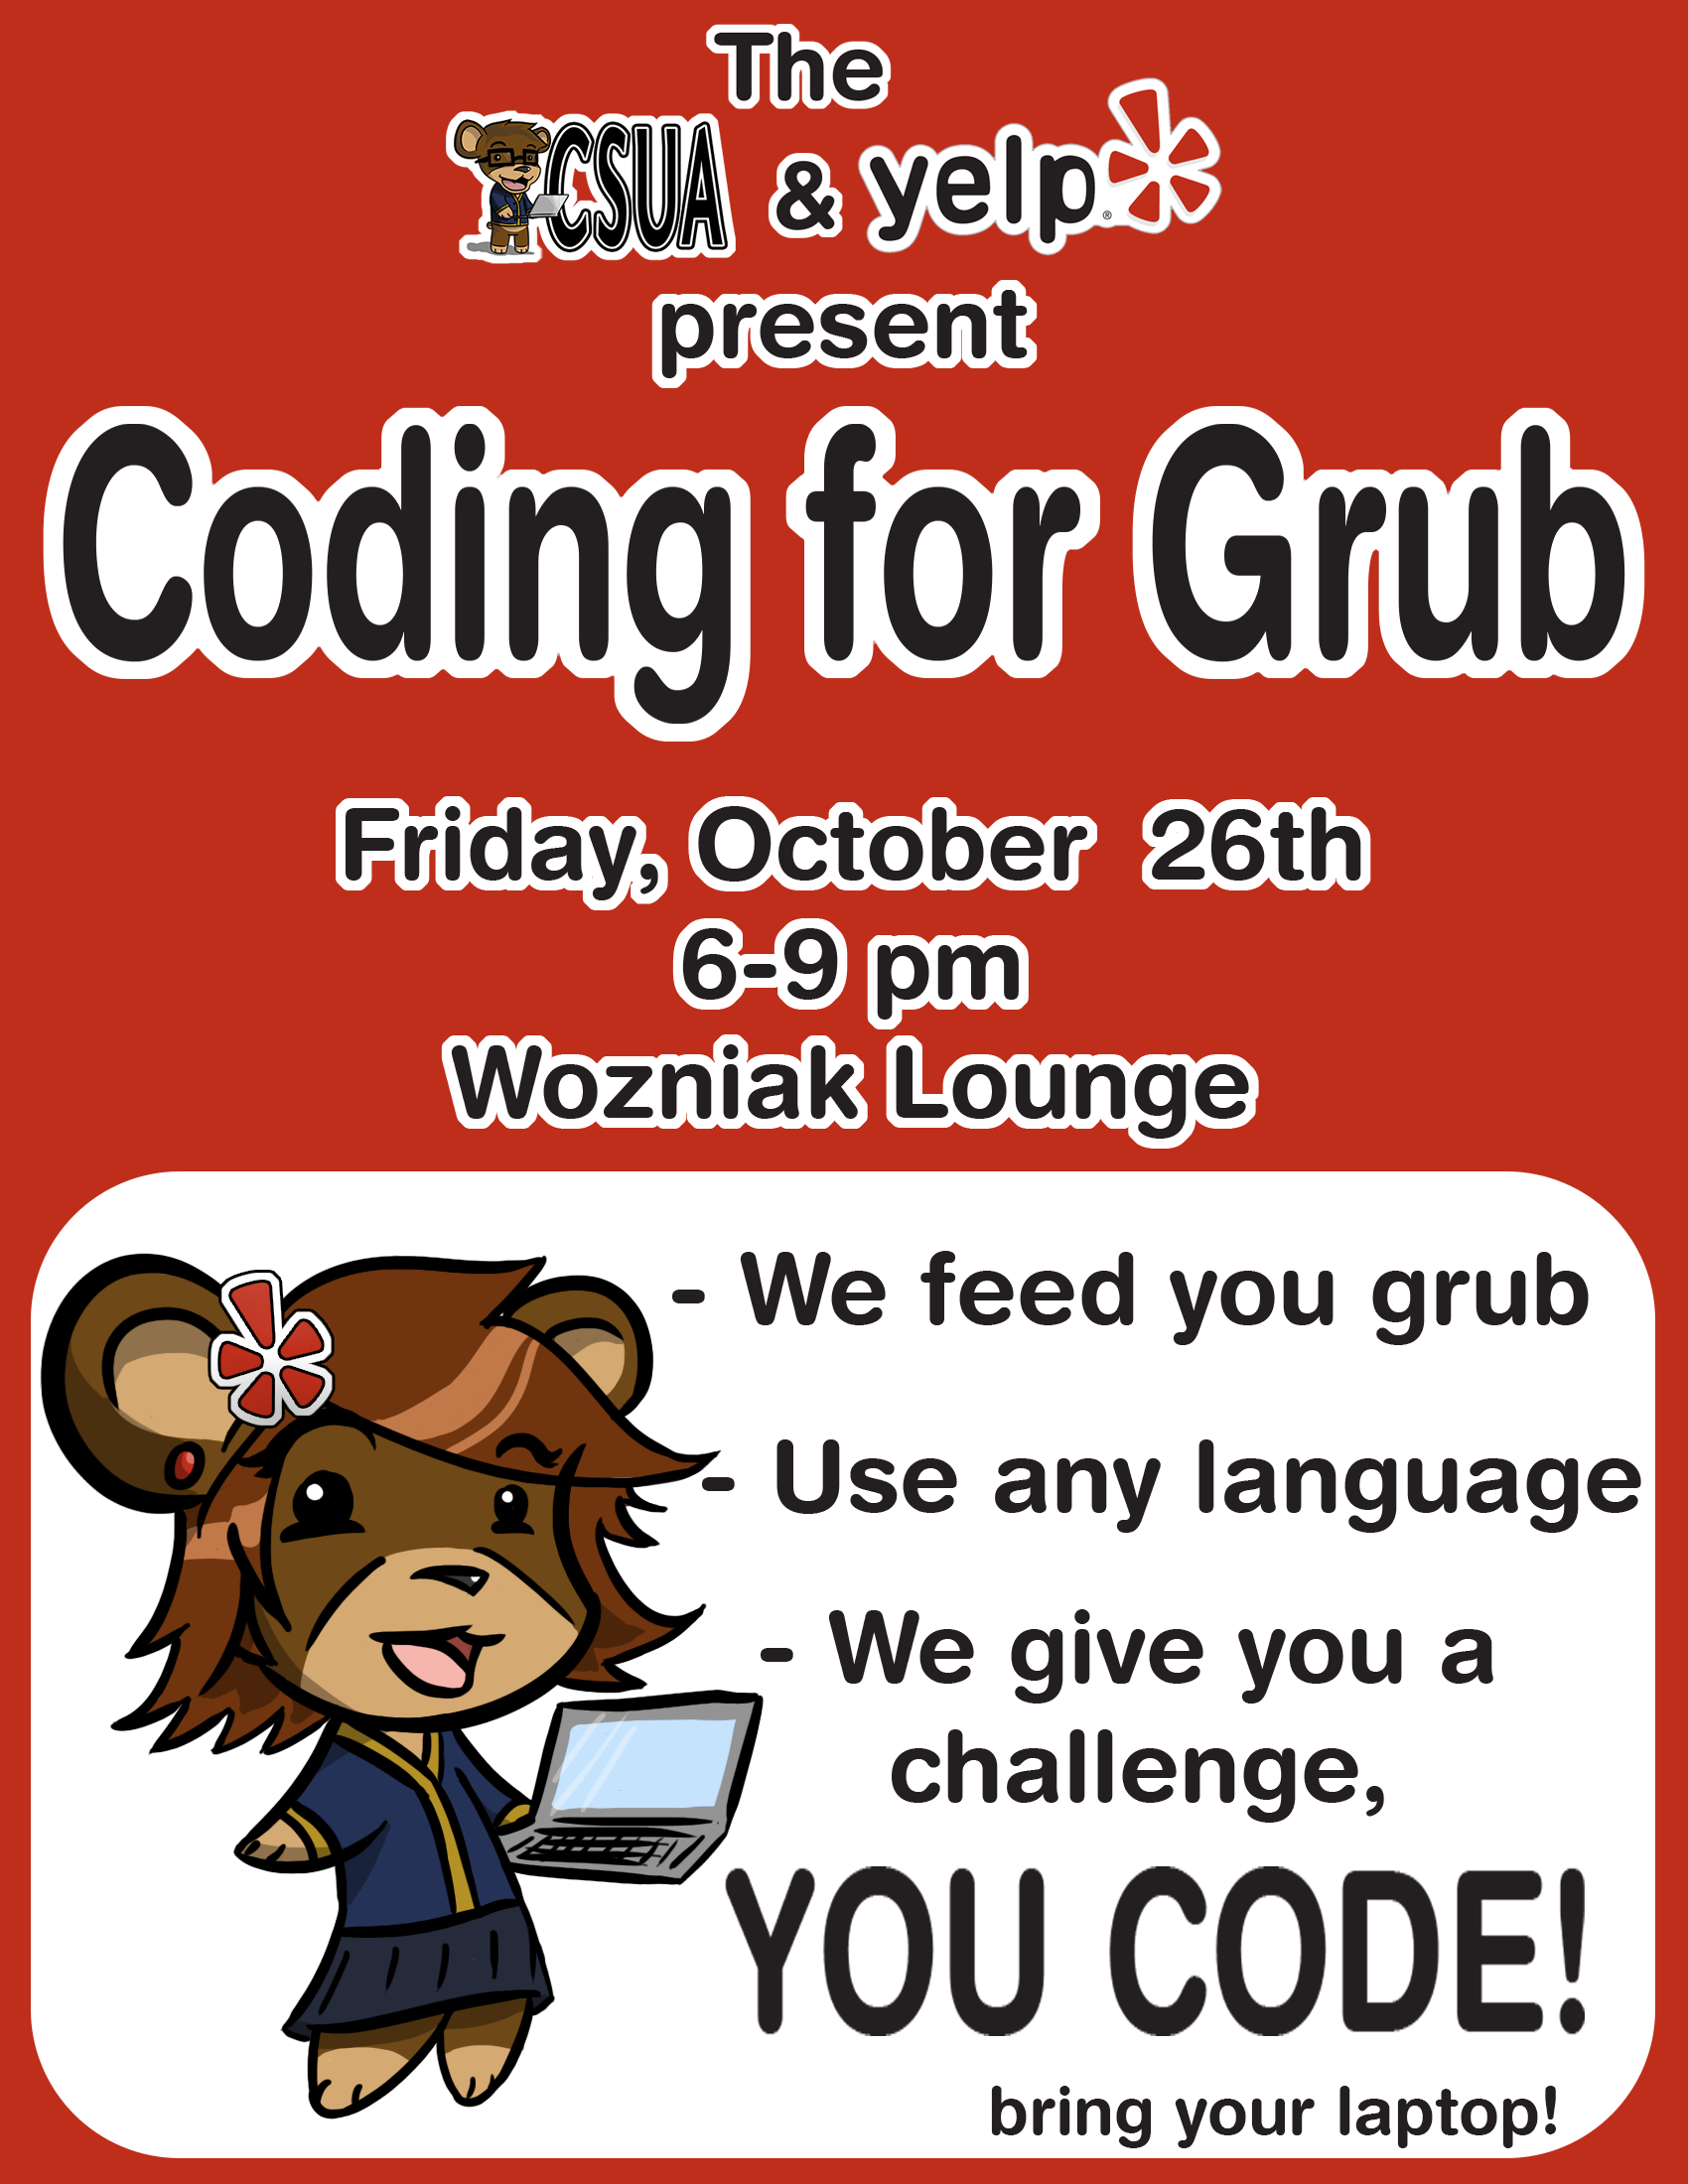 The
CSUA & yelp®
present
Coding for Grub
Friday, October 26th
6-9 pm
Wozniak Lounge
- We feed you grub
- Use any language
- We give you a
challenge,
YOU CODE!
bring your laptop!